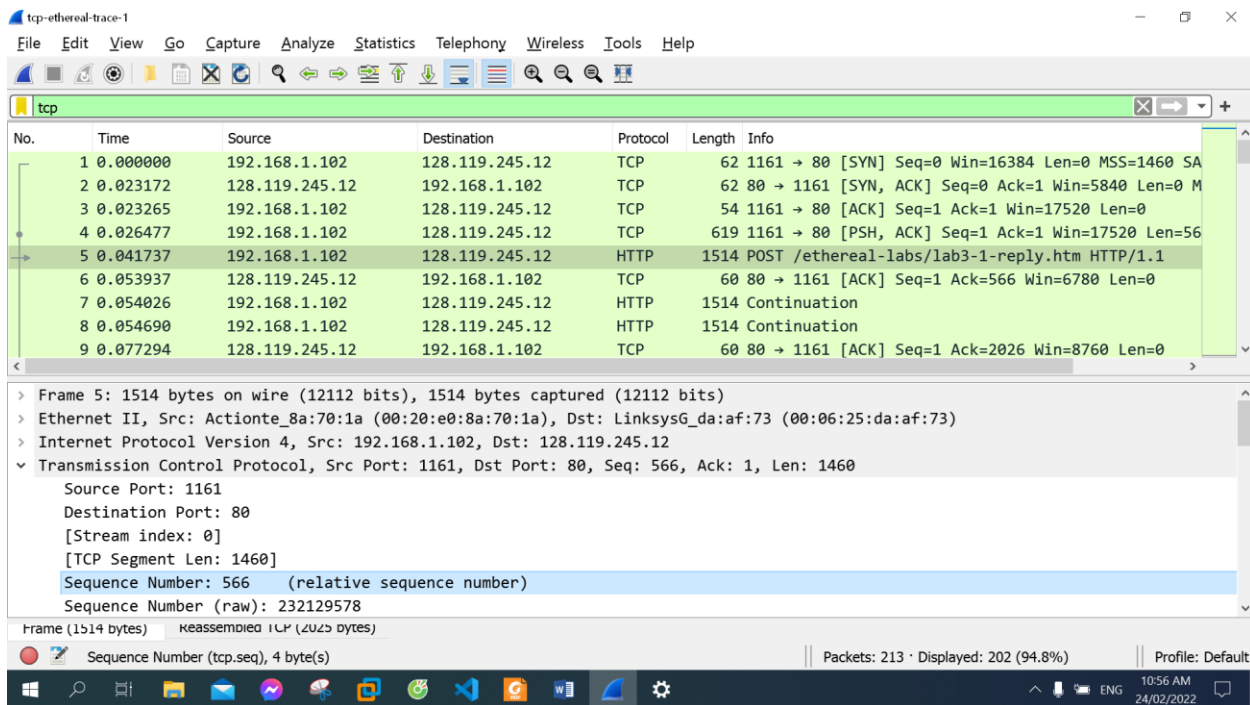 tcp-ethereal-trace-1
File Edit View Go Capture Analyze Statistics Telephony Wireless Tools Help
tcp
No. Time Source Destination Protocol Length Info
1 0.000000 192.168.1.102 128.119.245.12 TCP 62 1161 → 80 [SYN] Seq=0 Win=16384 Len=0 MSS=1460 SA
2 0.023172 128.119.245.12 192.168.1.102 TCP 62 80 → 1161 [SYN, ACK] Seq=0 Ack=1 Win=5840 Len=0 M
3 0.023265 192.168.1.102 128.119.245.12 TCP 54 1161 → 80 [ACK] Seq=1 Ack=1 Win=17520 Len=0
4 0.026477 192.168.1.102 128.119.245.12 TCP 619 1161 → 80 [PSH, ACK] Seq=1 Ack=1 Win=17520 Len=56
5 0.041737 192.168.1.102 128.119.245.12 HTTP 1514 POST /ethereal-labs/lab3-1-reply.htm HTTP/1.1
6 0.053937 128.119.245.12 192.168.1.102 TCP 60 80 → 1161 [ACK] Seq=1 Ack=566 Win=6780 Len=0
7 0.054026 192.168.1.102 128.119.245.12 HTTP 1514 Continuation
8 0.054690 192.168.1.102 128.119.245.12 HTTP 1514 Continuation
9 0.077294 128.119.245.12 192.168.1.102 TCP 60 80 → 1161 [ACK] Seq=1 Ack=2026 Win=8760 Len=0
Frame 5: 1514 bytes on wire (12112 bits), 1514 bytes captured (12112 bits)
Ethernet II, Src: Actionte_8a:70:1a (00:20:e0:8a:70:1a), Dst: LinksysG_da:af:73 (00:06:25:da:af:73)
Internet Protocol Version 4, Src: 192.168.1.102, Dst: 128.119.245.12
Transmission Control Protocol, Src Port: 1161, Dst Port: 80, Seq: 566, Ack: 1, Len: 1460
Source Port: 1161
Destination Port: 80
[Stream index: 0]
[TCP Segment Len: 1460]
Sequence Number: 566 (relative sequence number)
Sequence Number (raw): 232129578
Frame (1514 bytes) Reassembled TCP (2025 bytes)
Sequence Number (tcp.seq), 4 byte(s) Packets: 213 · Displayed: 202 (94.8%) Profile: Default
ENG 10:56 AM
24/02/2022